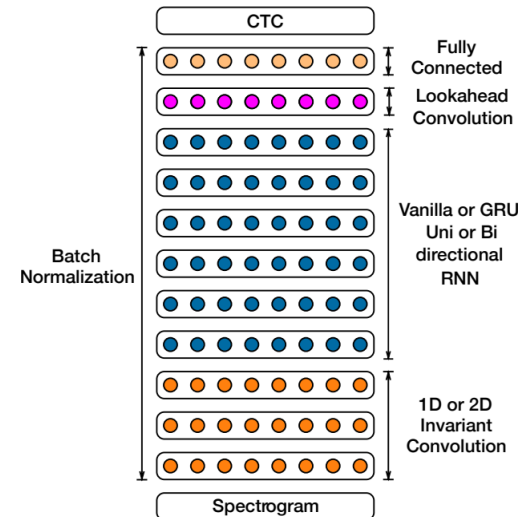 CTC
Fully
Connected
Lookahead
Convolution
Vanilla or GRU
Uni or Bi
directional
RNN
Batch
Normalization
1D or 2D
Invariant
Convolution
Spectrogram